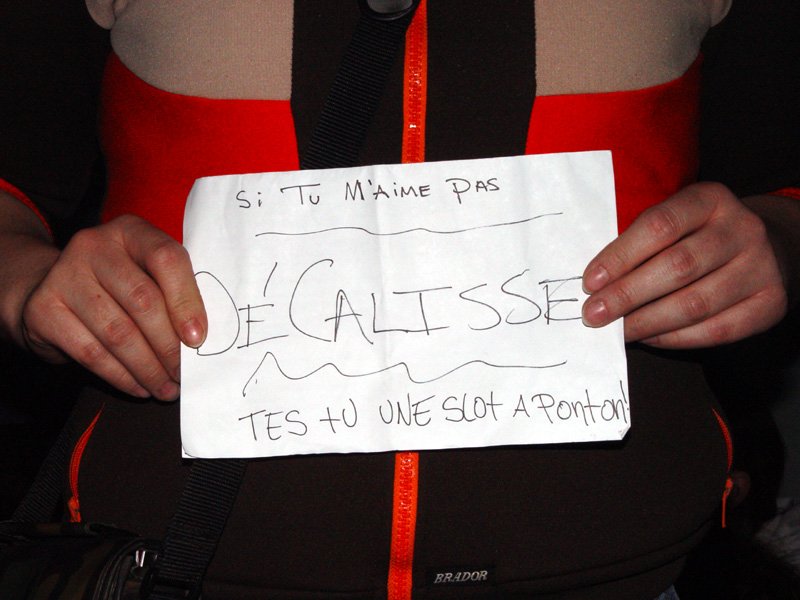 Si TU M'AiME PAS
DÉCALISSE
TES tU UNE SlOt A Ponton!
BRADOR